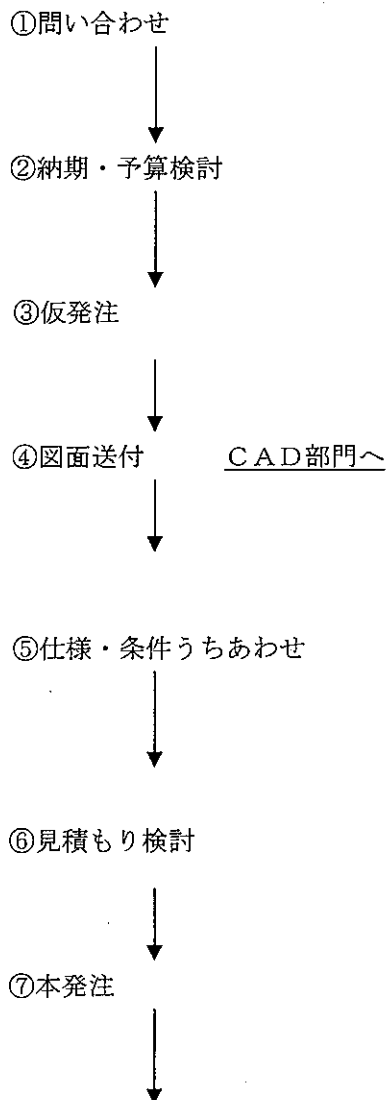 ①問い合わせ
②納期・予算検討
③仮発注
④図面送付 ＣＡＤ部門へ
⑤仕様・条件うちあわせ
⑥見積もり検討
⑦本発注